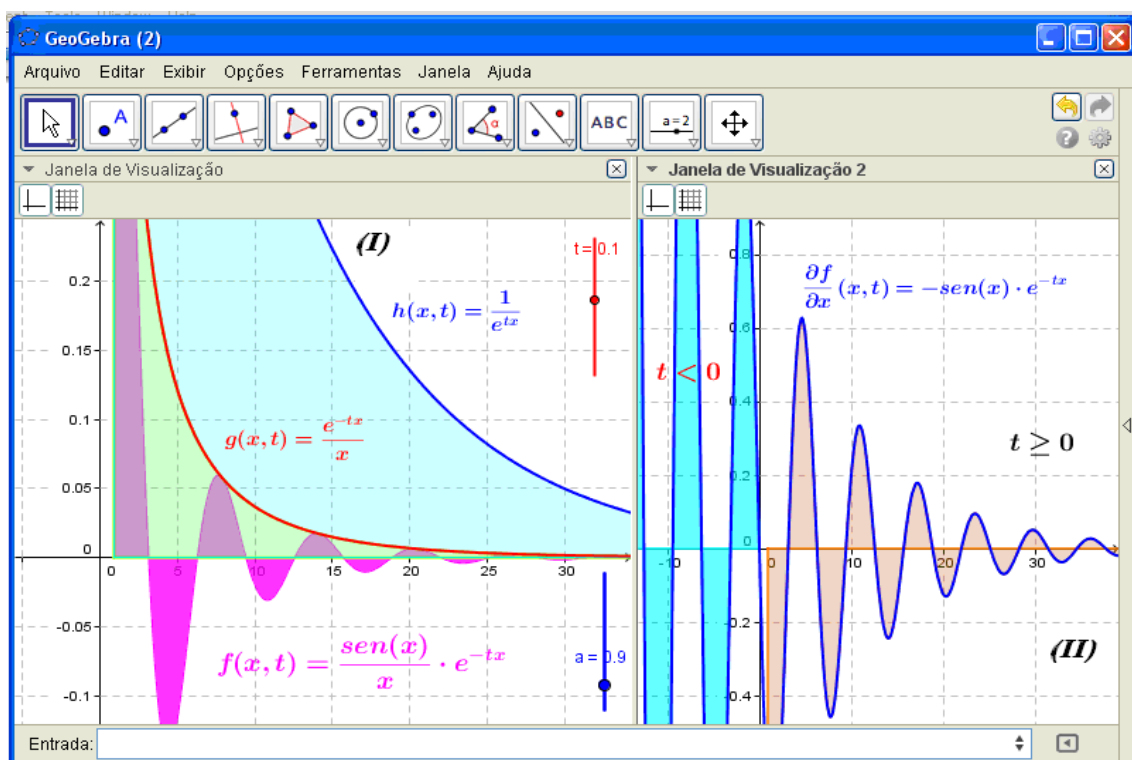 GeoGebra (2)
Arquivo Editar Exibir Opções Ferramentas Janela Ajuda
A
α
ABC
a = 2
Janela de Visualização
Janela de Visualização 2
(I)
t = 0.1
h(x,t) = 1/e^{tx}
g(x,t) = e^{-tx}/x
f(x,t) = sen(x)/x · e^{-tx}
a = 0.9
0.2
0.15
0.1
0.05
0
-0.05
-0.1
0 5 10 15 20 25 30
∂f/∂x (x,t) = -sen(x) · e^{-tx}
t < 0
t ≥ 0
(II)
0.8
0.6
0.4
0.2
0
-0.2
-0.4
-10 0 10 20 30
Entrada: